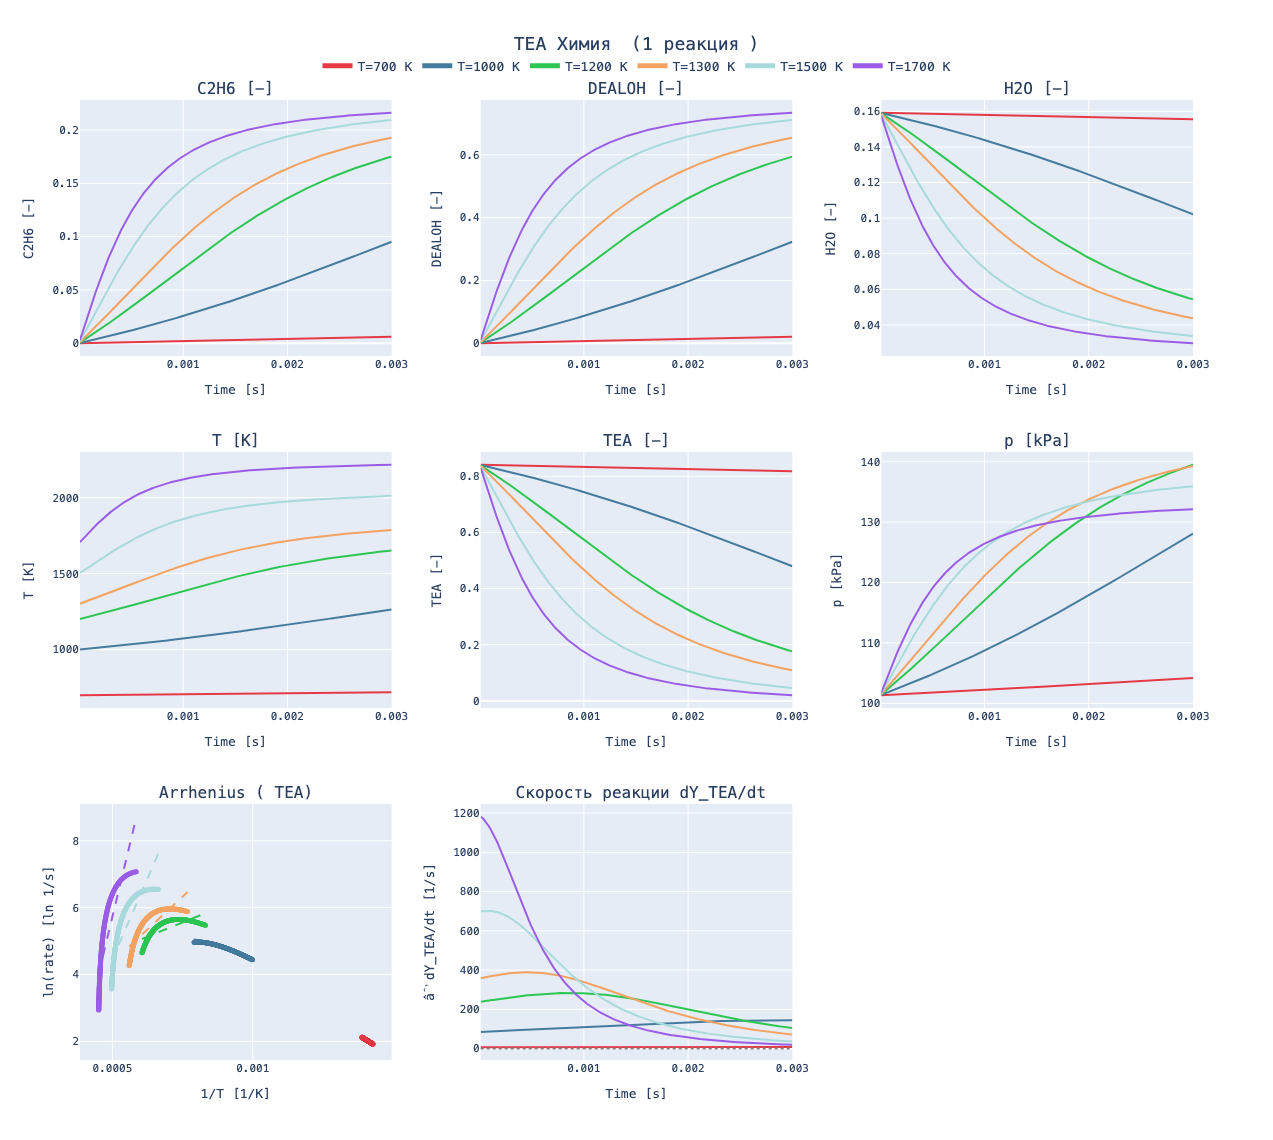 TEA Химия (1 реакция )
T=700 K T=1000 K T=1200 K T=1300 K T=1500 K T=1700 K
C2H6 [−]
C2H6 [−]
0.2
0.15
0.1
0.05
0
0.001 0.002 0.003
Time [s]
DEALOH [−]
DEALOH [−]
0.6
0.4
0.2
0
0.001 0.002 0.003
Time [s]
H2O [−]
H2O [−]
0.16
0.14
0.12
0.1
0.08
0.06
0.04
0.001 0.002 0.003
Time [s]
T [K]
T [K]
2000
1500
1000
0.001 0.002 0.003
Time [s]
TEA [−]
TEA [−]
0.8
0.6
0.4
0.2
0
0.001 0.002 0.003
Time [s]
p [kPa]
p [kPa]
140
130
120
110
100
0.001 0.002 0.003
Time [s]
Arrhenius ( TEA)
ln(rate) [ln 1/s]
8
6
4
2
0.0005 0.001
1/T [1/K]
Скорость реакции dY_TEA/dt
dY_TEA/dt [1/s]
1200
1000
800
600
400
200
0
0.001 0.002 0.003
Time [s]